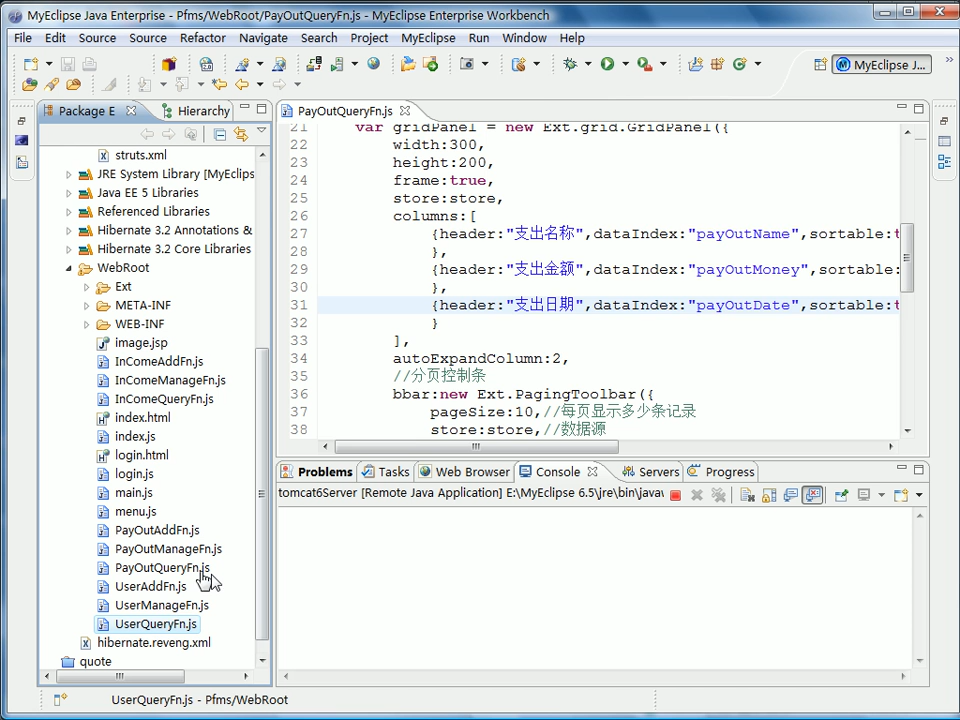 MyEclipse Java Enterprise - Pfms/WebRoot/PayOutQueryFn.js - MyEclipse Enterprise Workbench
File Edit Source Source Refactor Navigate Search Project MyEclipse Run Window Help
MyEclipse J...
Package E
Hierarchy
struts.xml
JRE System Library [MyEclips
Java EE 5 Libraries
Referenced Libraries
Hibernate 3.2 Annotations &
Hibernate 3.2 Core Libraries
WebRoot
Ext
META-INF
WEB-INF
image.jsp
InComeAddFn.js
InComeManageFn.js
InComeQueryFn.js
index.html
index.js
login.html
login.js
main.js
menu.js
PayOutAddFn.js
PayOutManageFn.js
PayOutQueryFn.js
UserAddFn.js
UserManageFn.js
UserQueryFn.js
hibernate.reveng.xml
quote
PayOutQueryFn.js
21 var gridPanel = new Ext.grid.GridPanel({
22 width:300,
23 height:200,
24 frame:true,
25 store:store,
26 columns:[
27 {header:"支出名称",dataIndex:"payOutName",sortable:t
28 },
29 {header:"支出金额",dataIndex:"payOutMoney",sortable:
30 },
31 {header:"支出日期",dataIndex:"payOutDate",sortable:t
32 }
33 ],
34 autoExpandColumn:2,
35 //分页控制条
36 bbar:new Ext.PagingToolbar({
37 pageSize:10,//每页显示多少条记录
38 store:store,//数据源
Problems Tasks Web Browser Console Servers Progress
tomcat6Server [Remote Java Application] E:\MyEclipse 6.5\jre\bin\javaw
UserQueryFn.js - Pfms/WebRoot